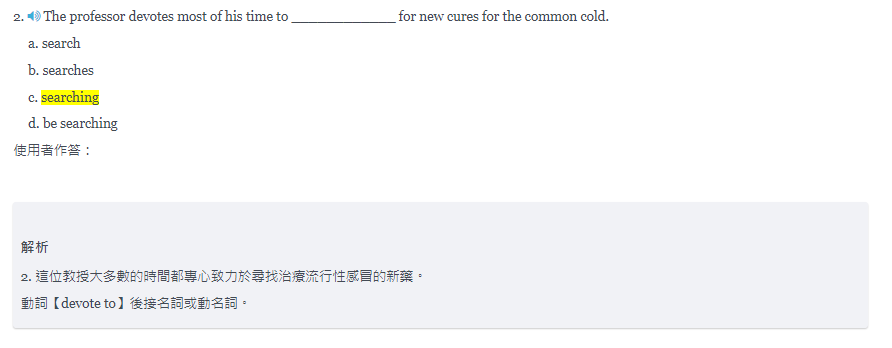 2. The professor devotes most of his time to _______________ for new cures for the common cold.
a. search
b. searches
c. searching
d. be searching
使用者作答：
解析
2. 這位教授大多數的時間都專心致力於尋找治療流行性感冒的新藥。
動詞【devote to】後接名詞或動名詞。